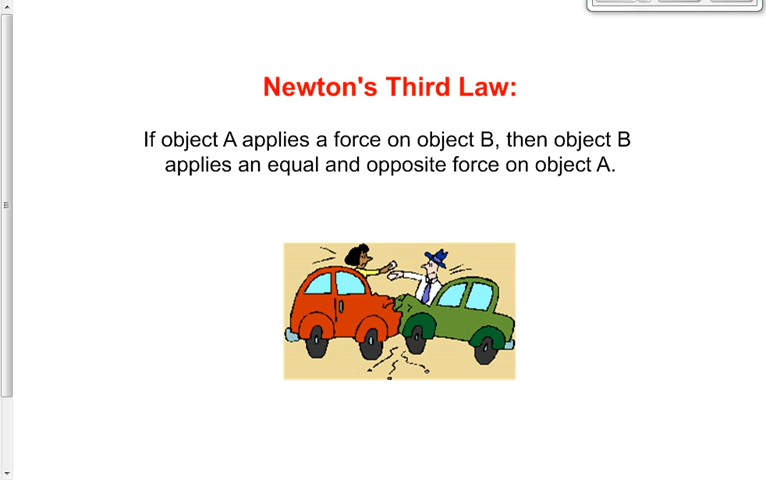 Newton's Third Law:
If object A applies a force on object B, then object B
applies an equal and opposite force on object A.